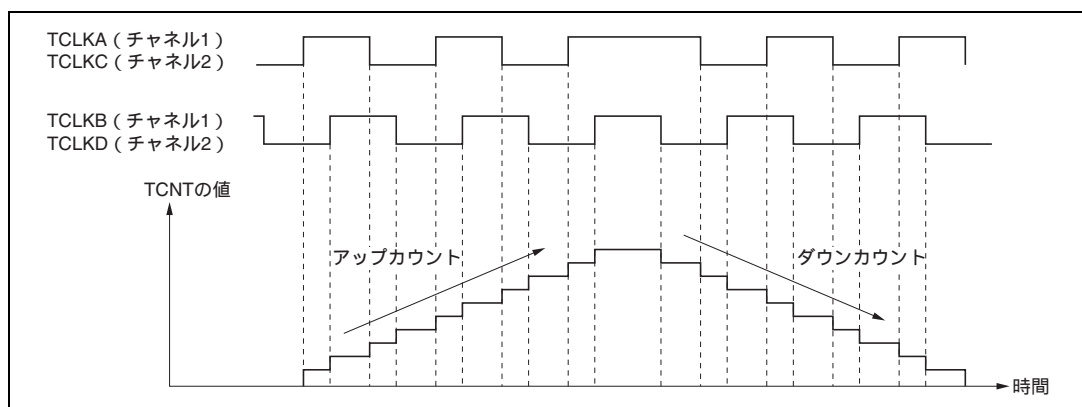 TCLKA（チャネル1）
TCLKC（チャネル2）
TCLKB（チャネル1）
TCLKD（チャネル2）
TCNTの値
アップカウント
ダウンカウント
時間